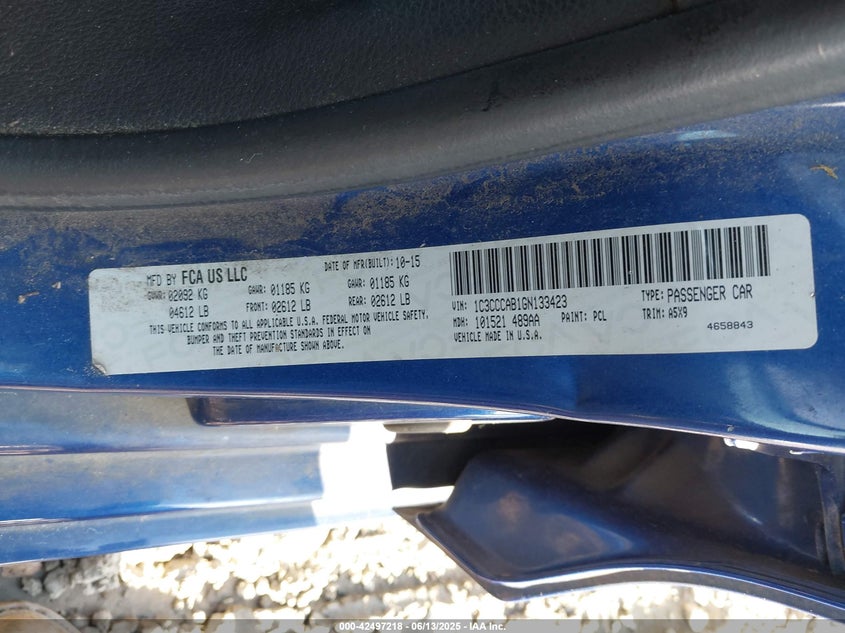 MFD BY FCA US LLC
DATE OF MFR(BUILT): 10-15
GVWR: GAWR: 01185 KG GAWR: 01185 KG
02092 KG
04612 LB FRONT: 02612 LB REAR: 02612 LB
THIS VEHICLE CONFORMS TO ALL APPLICABLE U.S.A. FEDERAL MOTOR VEHICLE SAFETY,
BUMPER AND THEFT PREVENTION STANDARDS IN EFFECT ON
THE DATE OF MANUFACTURE SHOWN ABOVE.
VIN: 1C3CCCAB1GN133423 TYPE: PASSENGER CAR
MDH: 101521 489AA PAINT: PCL TRIM: A5X9
VEHICLE MADE IN U.S.A. 4658843
000-42497218 - 06/13/2025 - IAA Inc.